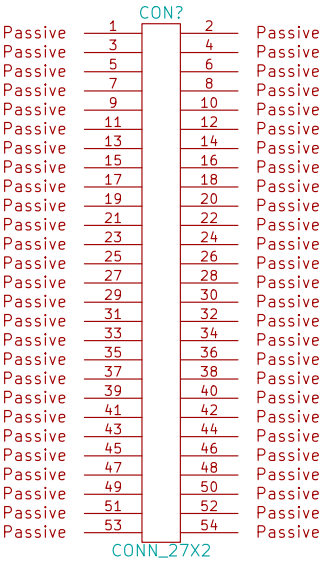 CON?
Passive 1 2 Passive
Passive 3 4 Passive
Passive 5 6 Passive
Passive 7 8 Passive
Passive 9 10 Passive
Passive 11 12 Passive
Passive 13 14 Passive
Passive 15 16 Passive
Passive 17 18 Passive
Passive 19 20 Passive
Passive 21 22 Passive
Passive 23 24 Passive
Passive 25 26 Passive
Passive 27 28 Passive
Passive 29 30 Passive
Passive 31 32 Passive
Passive 33 34 Passive
Passive 35 36 Passive
Passive 37 38 Passive
Passive 39 40 Passive
Passive 41 42 Passive
Passive 43 44 Passive
Passive 45 46 Passive
Passive 47 48 Passive
Passive 49 50 Passive
Passive 51 52 Passive
Passive 53 54 Passive
CONN_27X2